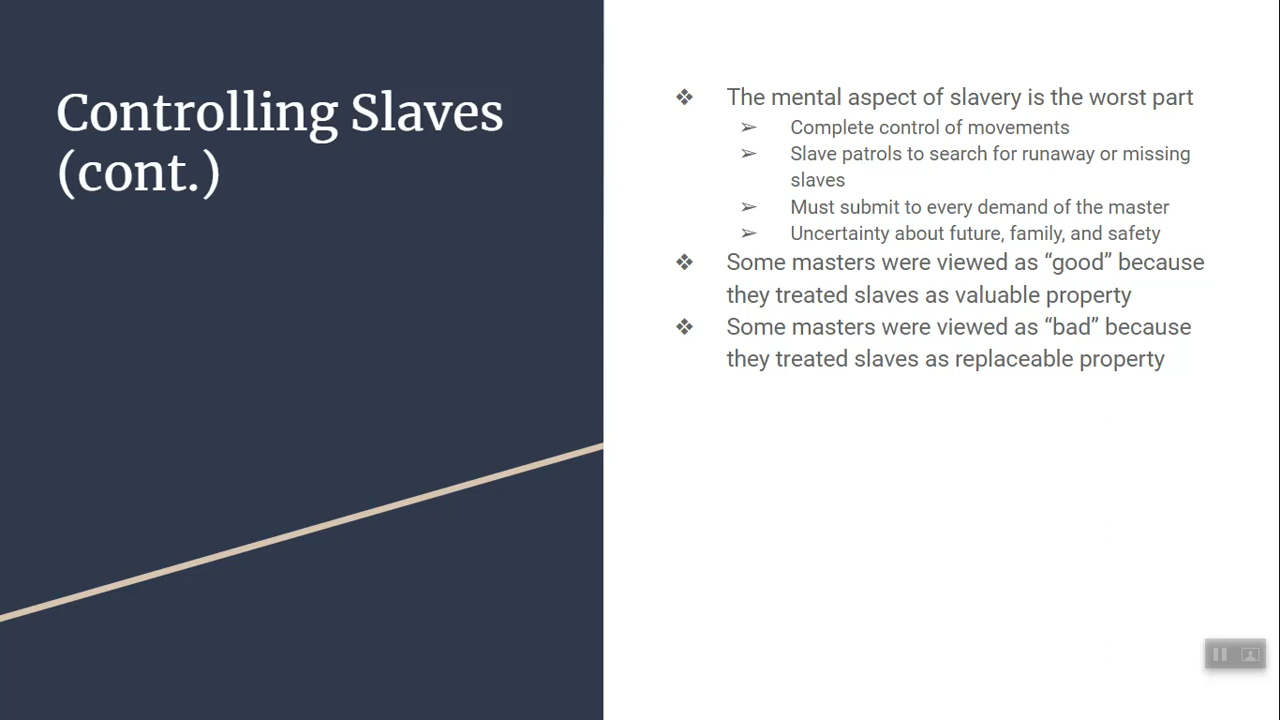 Controlling Slaves
(cont.)
❖ The mental aspect of slavery is the worst part
➢ Complete control of movements
➢ Slave patrols to search for runaway or missing
slaves
➢ Must submit to every demand of the master
➢ Uncertainty about future, family, and safety
❖ Some masters were viewed as “good” because
they treated slaves as valuable property
❖ Some masters were viewed as “bad” because
they treated slaves as replaceable property